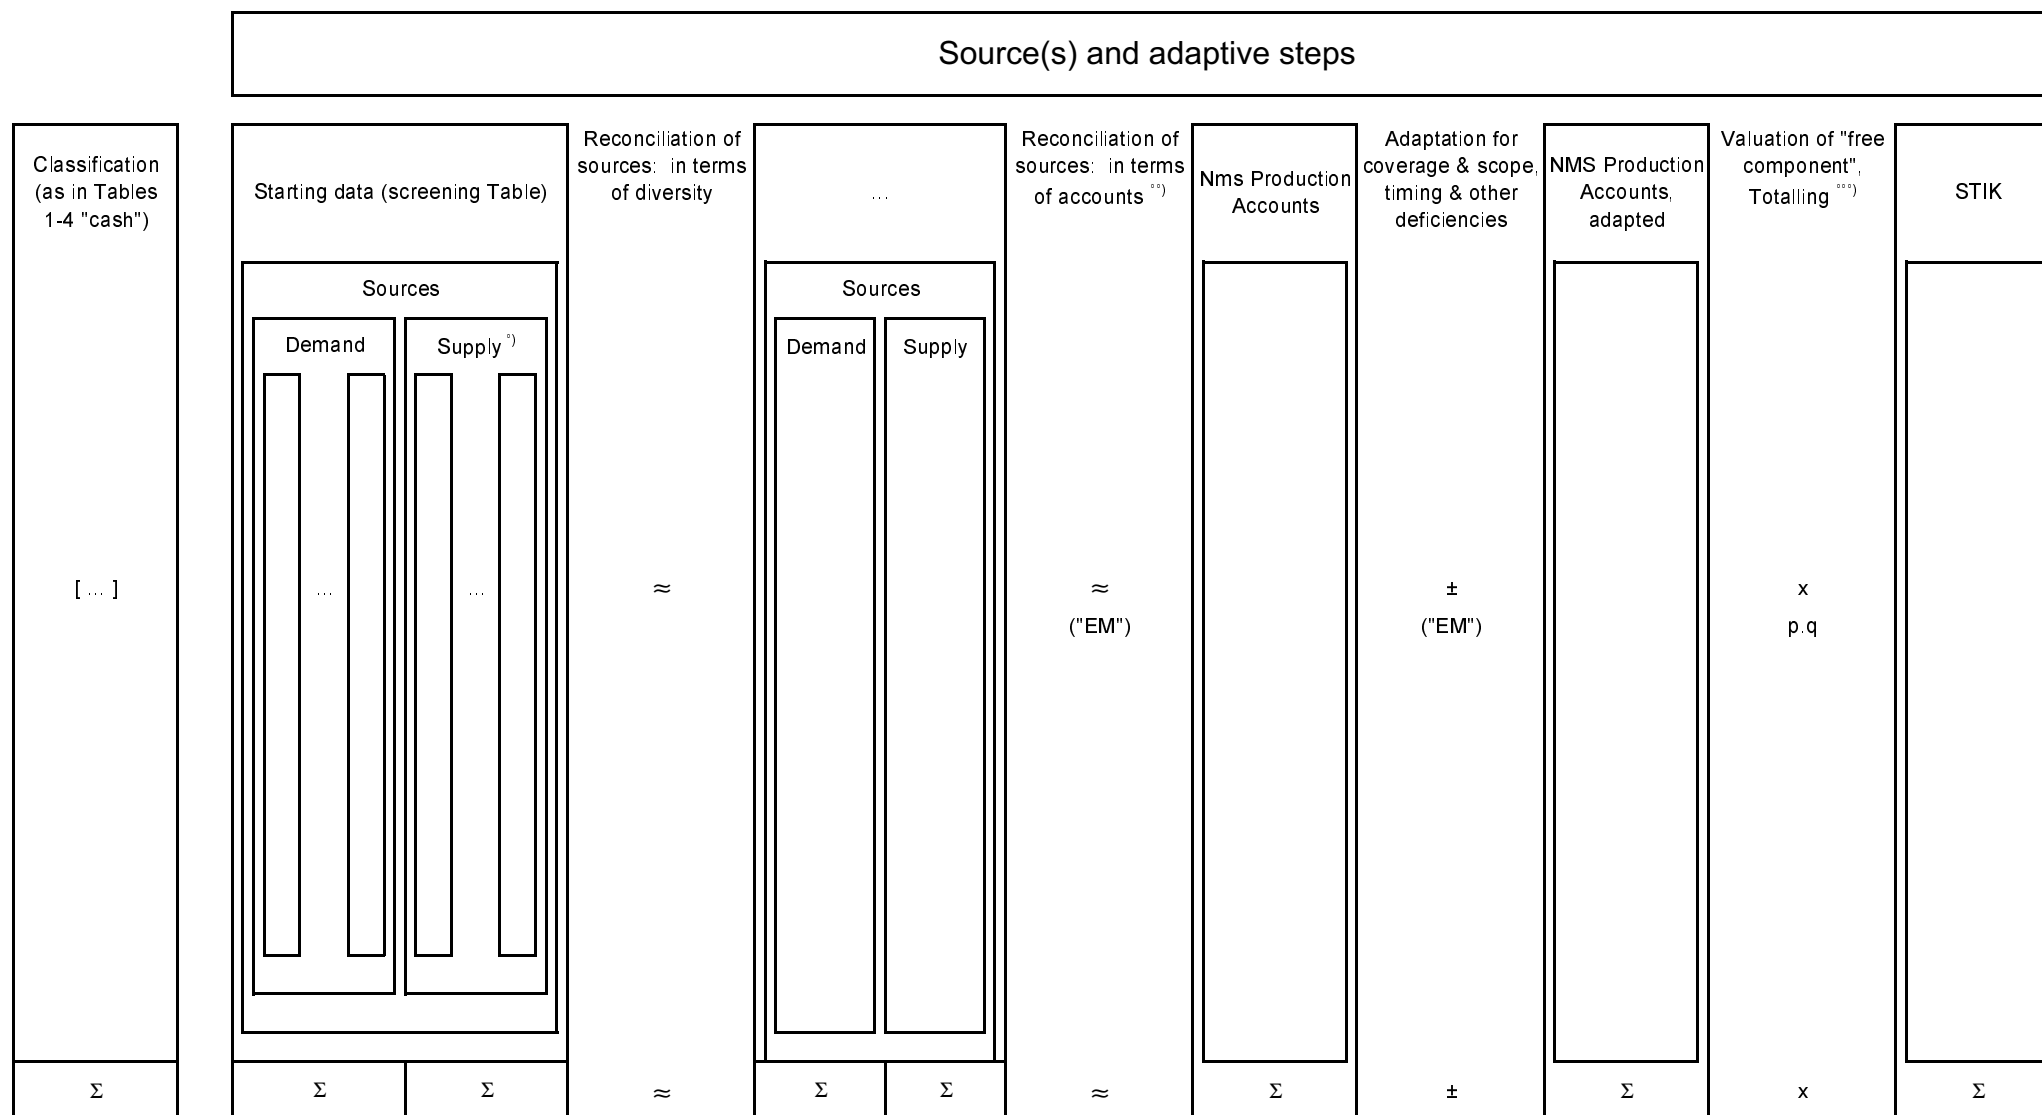 Source(s) and adaptive steps
Classification
(as in Tables
1-4 "cash")
Starting data (screening Table)
Reconciliation of
sources: in terms
of diversity
...
Reconciliation of
sources: in terms
of accounts °°)
Nms Production
Accounts
Adaptation for
coverage & scope,
timing & other
deficiencies
NMS Production
Accounts,
adapted
Valuation of "free
component",
Totalling °°°)
STIK
Sources
Sources
Demand
Supply °)
Demand
Supply
[ ... ]
...
...
≈
≈
("EM")
±
("EM")
x
p.q
Σ
Σ
Σ
≈
Σ
Σ
≈
Σ
±
Σ
x
Σ